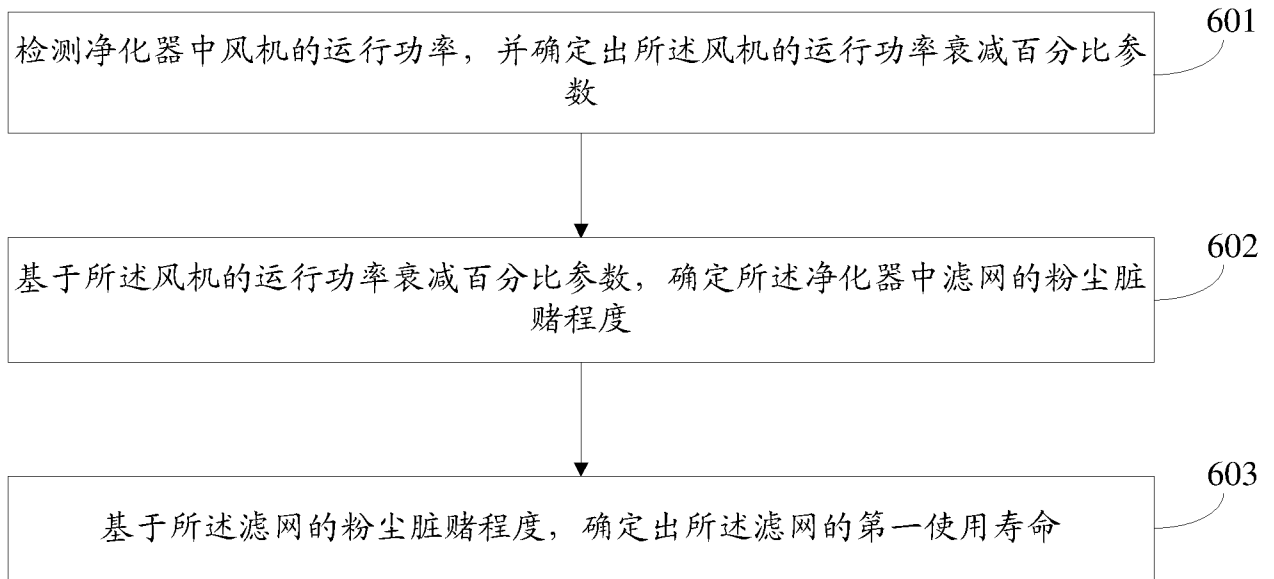 检测净化器中风机的运行功率，并确定出所述风机的运行功率衰减百分比参
数
601
基于所述风机的运行功率衰减百分比参数，确定所述净化器中滤网的粉尘脏
赌程度
602
基于所述滤网的粉尘脏赌程度，确定出所述滤网的第一使用寿命
603